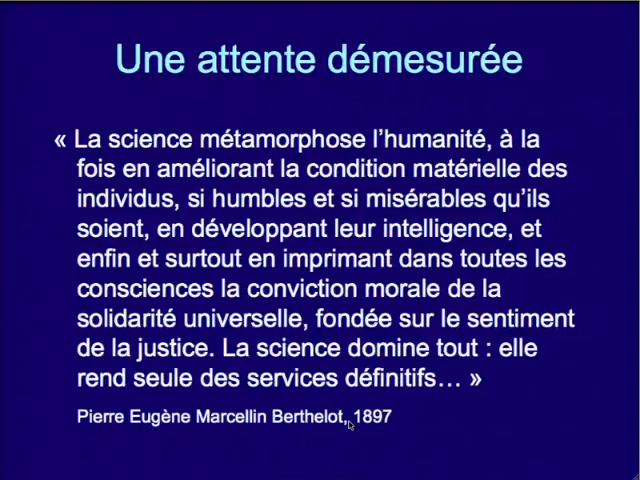 Une attente démesurée
« La science métamorphose l’humanité, à la
fois en améliorant la condition matérielle des
individus, si humbles et si misérables qu’ils
soient, en développant leur intelligence, et
enfin et surtout en imprimant dans toutes les
consciences la conviction morale de la
solidarité universelle, fondée sur le sentiment
de la justice. La science domine tout : elle
rend seule des services définitifs… »
Pierre Eugène Marcellin Berthelot, 1897